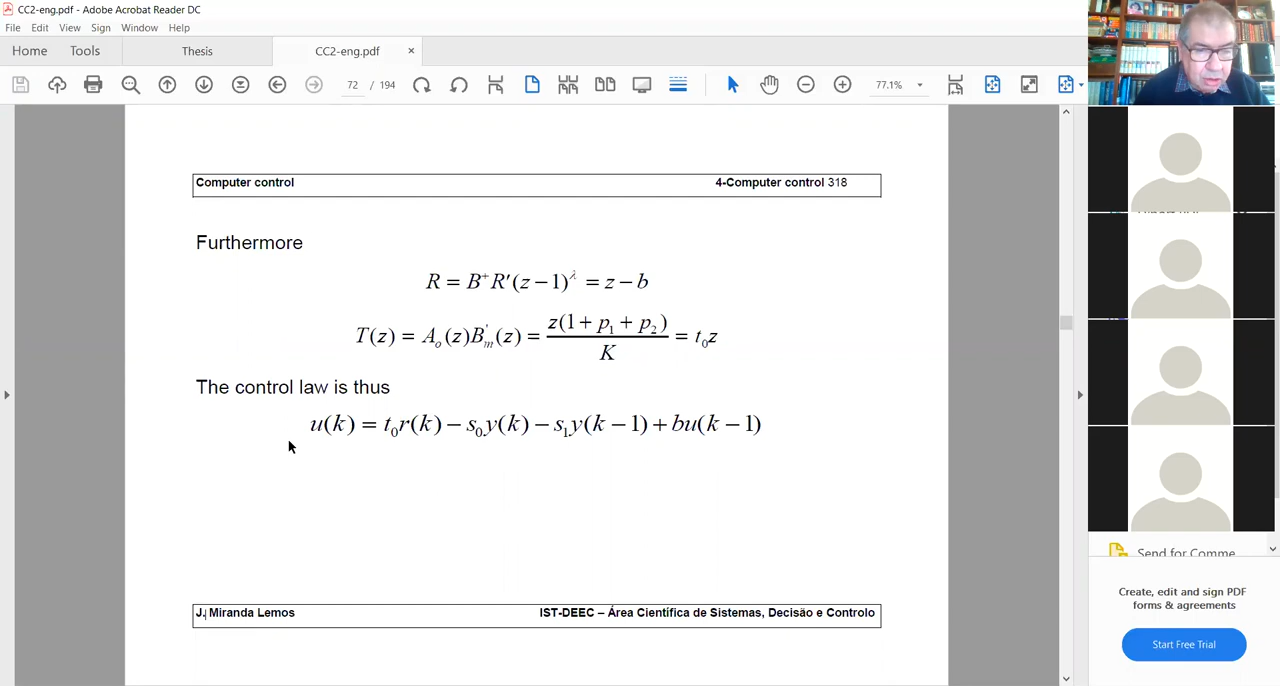 CC2-eng.pdf - Adobe Acrobat Reader DC
File Edit View Sign Window Help
Home Tools Thesis CC2-eng.pdf ×
72 / 194 77.1%
Computer control 4-Computer control 318
Furthermore
R = B⁺R′(z − 1)^λ = z − b
T(z) = Aₒ(z)B′ₘ(z) = z(1 + p₁ + p₂) / K = t₀z
The control law is thus
u(k) = t₀r(k) − s₀y(k) − s₁y(k − 1) + bu(k − 1)
J. Miranda Lemos IST-DEEC – Área Científica de Sistemas, Decisão e Controlo
Send for Comme
Create, edit and sign PDF
forms & agreements
Start Free Trial